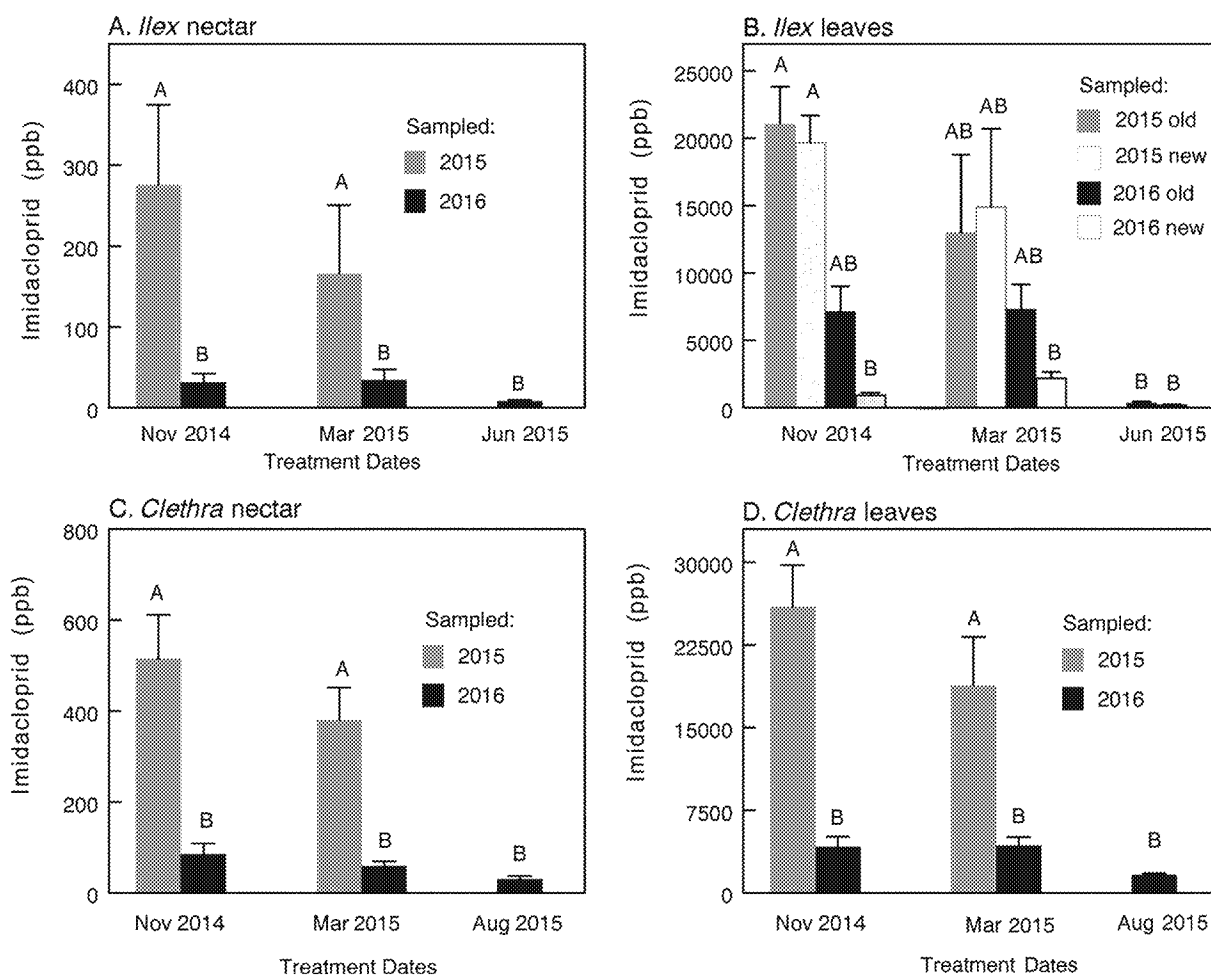 A. Ilex nectar
Imidacloprid (ppb)
400
300
200
100
0
A
B
A
B
B
Sampled:
2015
2016
Nov 2014
Mar 2015
Jun 2015
Treatment Dates
B. Ilex leaves
Imidacloprid (ppb)
25000
20000
15000
10000
5000
0
A
A
AB
B
AB
AB
AB
B
B
B
Sampled:
2015 old
2015 new
2016 old
2016 new
Nov 2014
Mar 2015
Jun 2015
Treatment Dates
C. Clethra nectar
Imidacloprid (ppb)
800
600
400
200
0
A
B
A
B
B
Sampled:
2015
2016
Nov 2014
Mar 2015
Aug 2015
Treatment Dates
D. Clethra leaves
Imidacloprid (ppb)
30000
22500
15000
7500
0
A
B
A
B
B
Sampled:
2015
2016
Nov 2014
Mar 2015
Aug 2015
Treatment Dates